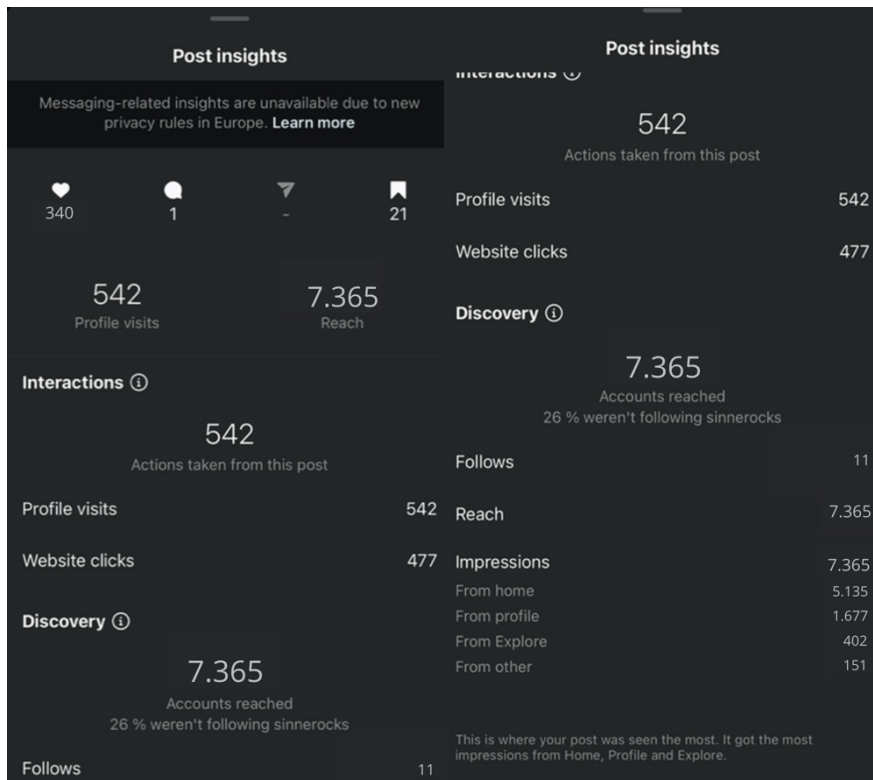 Post insights
Messaging-related insights are unavailable due to new
privacy rules in Europe. Learn more
340
1
-
21
542
Profile visits
7.365
Reach
Interactions
542
Actions taken from this post
Profile visits 542
Website clicks 477
Discovery
7.365
Accounts reached
26 % weren't following sinnerocks
Follows 11
Post insights
Interactions
542
Actions taken from this post
Profile visits 542
Website clicks 477
Discovery
7.365
Accounts reached
26 % weren't following sinnerocks
Follows 11
Reach 7.365
Impressions 7.365
From home 5.135
From profile 1.677
From Explore 402
From other 151
This is where your post was seen the most. It got the most
impressions from Home, Profile and Explore.